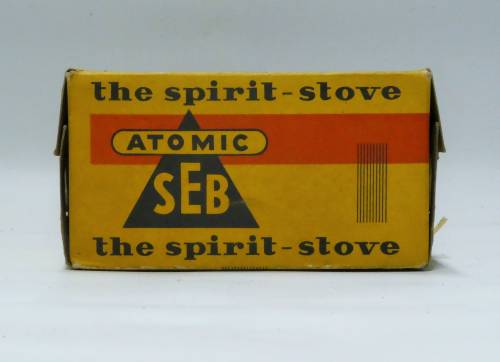 the spirit-stove
ATOMIC
SEB
the spirit-stove